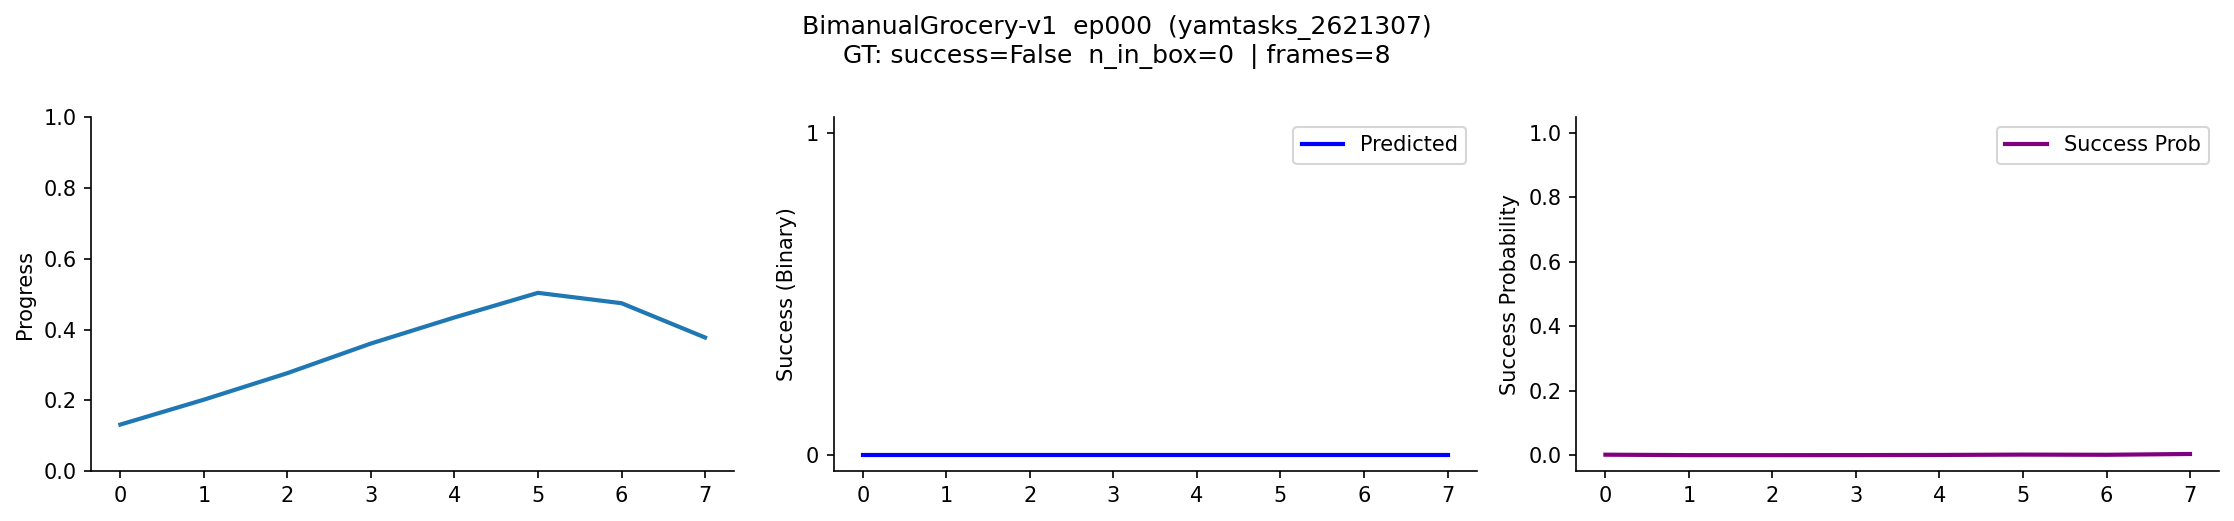 BimanualGrocery-v1  ep000  (yamtasks_2621307)
GT: success=False  n_in_box=0  | frames=8
Progress
1.0
0.8
0.6
0.4
0.2
0.0
0 1 2 3 4 5 6 7
Success (Binary)
1
0
Predicted
0 1 2 3 4 5 6 7
Success Probability
1.0
0.8
0.6
0.4
0.2
0.0
Success Prob
0 1 2 3 4 5 6 7